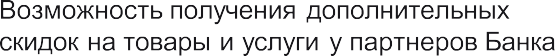 Возможность получения дополнительных
скидок на товары и услуги у партнеров Банка